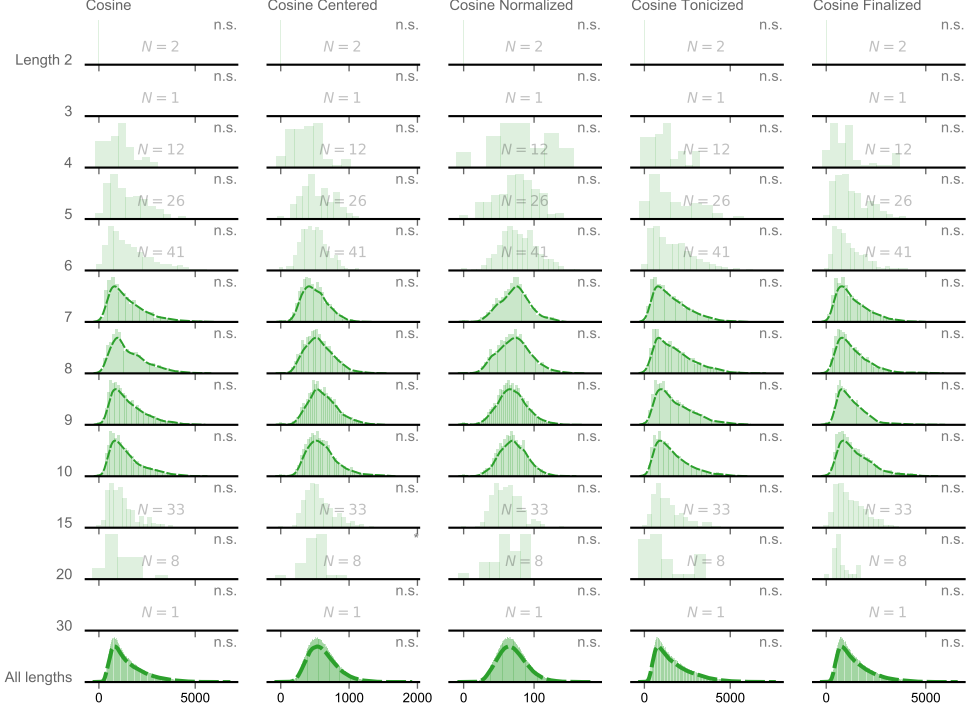 Cosine Cosine Centered Cosine Normalized Cosine Tonicized Cosine Finalized
n.s. n.s. n.s. n.s. n.s.
N = 2 N = 2 N = 2 N = 2 N = 2
Length 2
n.s. n.s. n.s. n.s. n.s.
N = 1 N = 1 N = 1 N = 1 N = 1
3
n.s. n.s. n.s. n.s. n.s.
N = 12 N = 12 N = 12 N = 12 N = 12
4
n.s. n.s. n.s. n.s. n.s.
N = 26 N = 26 N = 26 N = 26 N = 26
5
n.s. n.s. n.s. n.s. n.s.
N = 41 N = 41 N = 41 N = 41 N = 41
6
n.s. n.s. n.s. n.s. n.s.
7
n.s. n.s. n.s. n.s. n.s.
8
n.s. n.s. n.s. n.s. n.s.
9
n.s. n.s. n.s. n.s. n.s.
10
n.s. n.s. n.s. n.s. n.s.
N = 33 N = 33 N = 33 N = 33 N = 33
15
n.s. n.s. n.s. n.s. n.s.
N = 8 N = 8 N = 8 N = 8 N = 8
20
n.s. n.s. n.s. n.s. n.s.
N = 1 N = 1 N = 1 N = 1 N = 1
30
n.s. n.s. n.s. n.s. n.s.
All lengths
0 5000 0 1000 2000 0 100 0 5000 0 5000